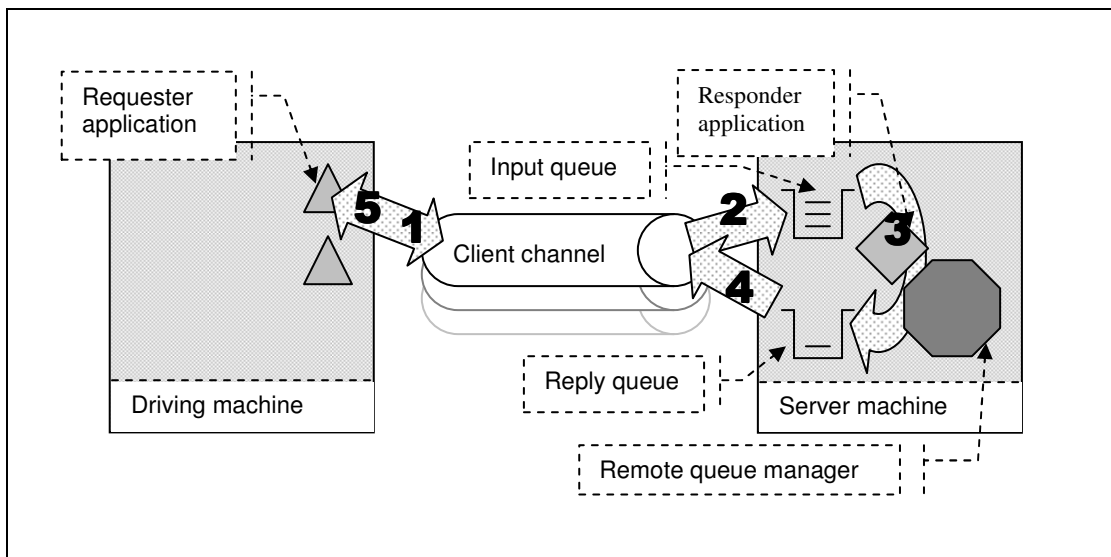 Requester
application
Responder
application
Input queue
5
1
2
Client channel
3
4
Reply queue
Driving machine
Server machine
Remote queue manager